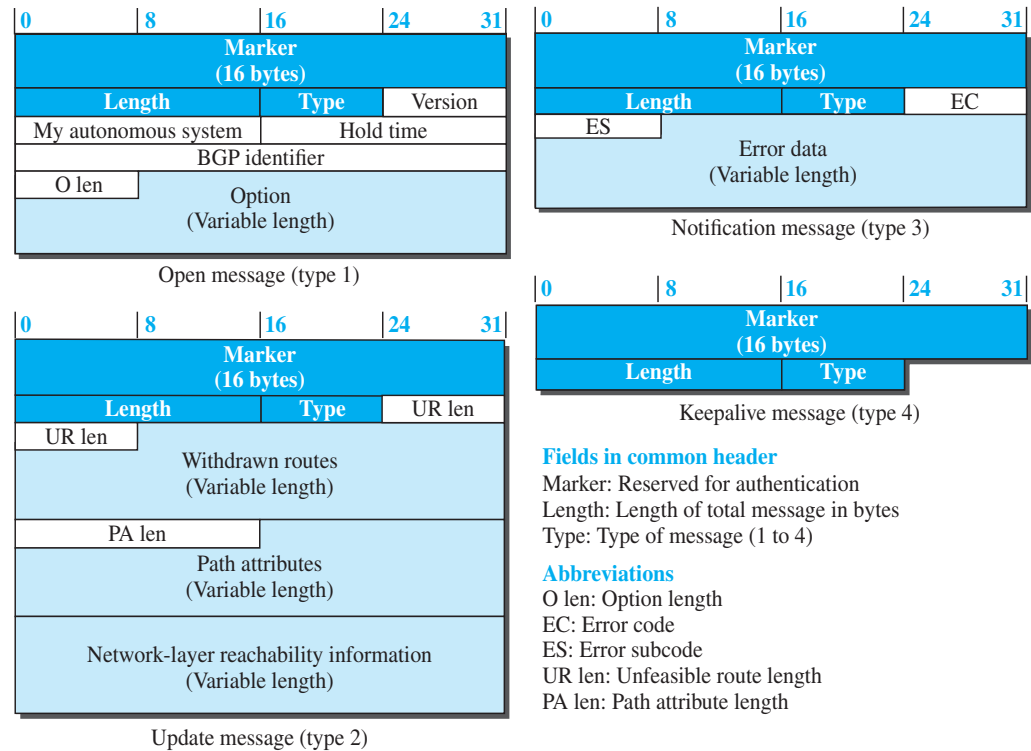 0 8 16 24 31
Marker
(16 bytes)
Length Type Version
My autonomous system Hold time
BGP identifier
O len
Option
(Variable length)
Open message (type 1)
0 8 16 24 31
Marker
(16 bytes)
Length Type EC
ES
Error data
(Variable length)
Notification message (type 3)
0 8 16 24 31
Marker
(16 bytes)
Length Type UR len
UR len
Withdrawn routes
(Variable length)
PA len
Path attributes
(Variable length)
Network-layer reachability information
(Variable length)
Update message (type 2)
0 8 16 24 31
Marker
(16 bytes)
Length Type
Keepalive message (type 4)
Fields in common header
Marker: Reserved for authentication
Length: Length of total message in bytes
Type: Type of message (1 to 4)
Abbreviations
O len: Option length
EC: Error code
ES: Error subcode
UR len: Unfeasible route length
PA len: Path attribute length